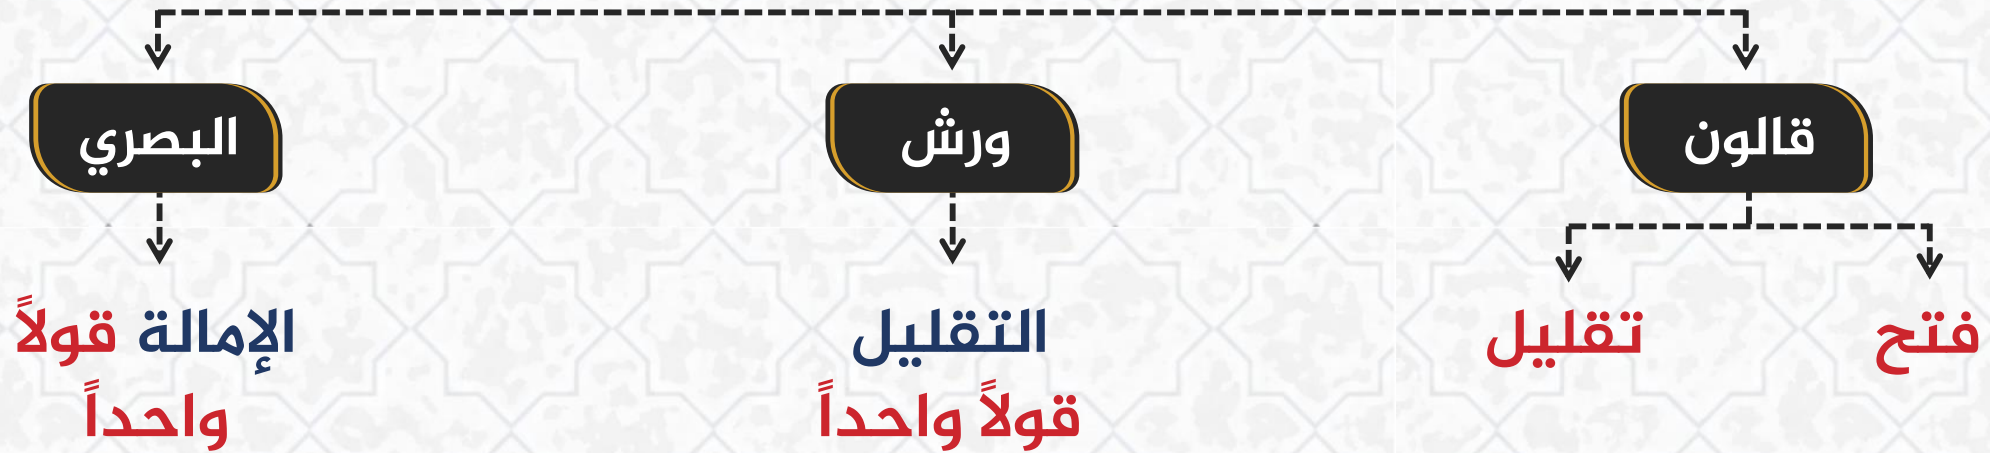 قالون
ورش
البصري
فتح
تقليل
التقليل
قولاً واحداً
الإمالة قولاً
واحداً